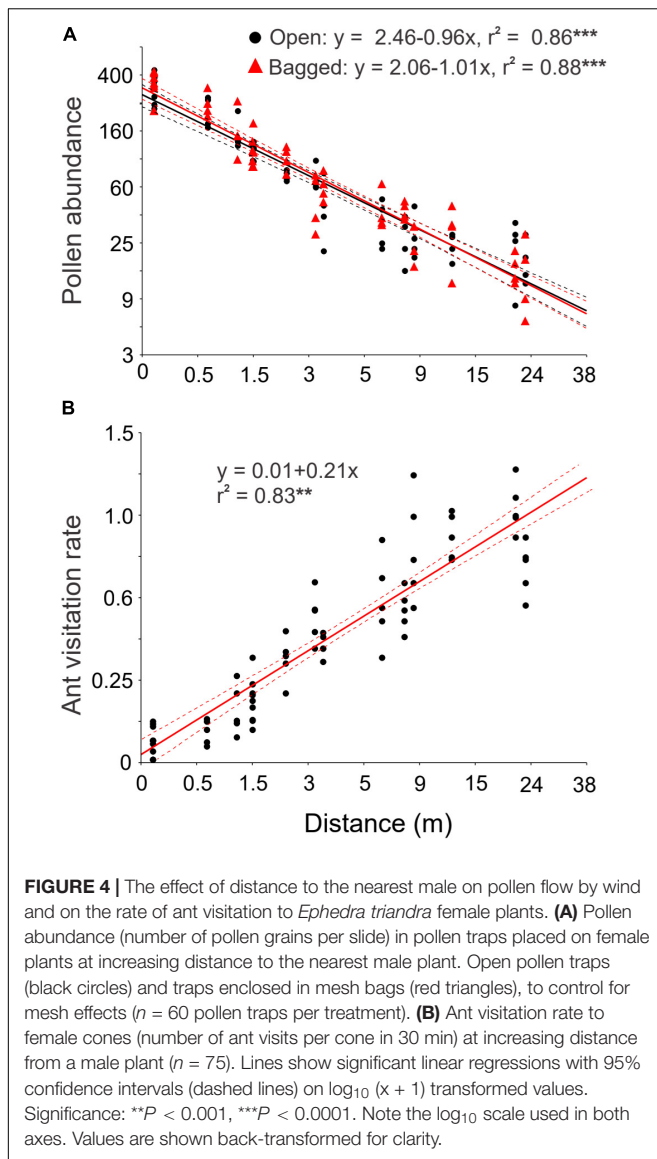 A
Open: y = 2.46-0.96x, r² = 0.86***
Bagged: y = 2.06-1.01x, r² = 0.88***
Pollen abundance
400
160
60
25
9
3
0 0.5 1.5 3 5 9 15 24 38
B
y = 0.01+0.21x
r² = 0.83**
Ant visitation rate
1.5
1.0
0.6
0.25
0
0 0.5 1.5 3 5 9 15 24 38
Distance (m)
FIGURE 4 | The effect of distance to the nearest male on pollen flow by wind
and on the rate of ant visitation to Ephedra triandra female plants. (A) Pollen
abundance (number of pollen grains per slide) in pollen traps placed on female
plants at increasing distance to the nearest male plant. Open pollen traps
(black circles) and traps enclosed in mesh bags (red triangles), to control for
mesh effects (n = 60 pollen traps per treatment). (B) Ant visitation rate to
female cones (number of ant visits per cone in 30 min) at increasing distance
from a male plant (n = 75). Lines show significant linear regressions with 95%
confidence intervals (dashed lines) on log₁₀ (x + 1) transformed values.
Significance: **P < 0.001, ***P < 0.0001. Note the log₁₀ scale used in both
axes. Values are shown back-transformed for clarity.